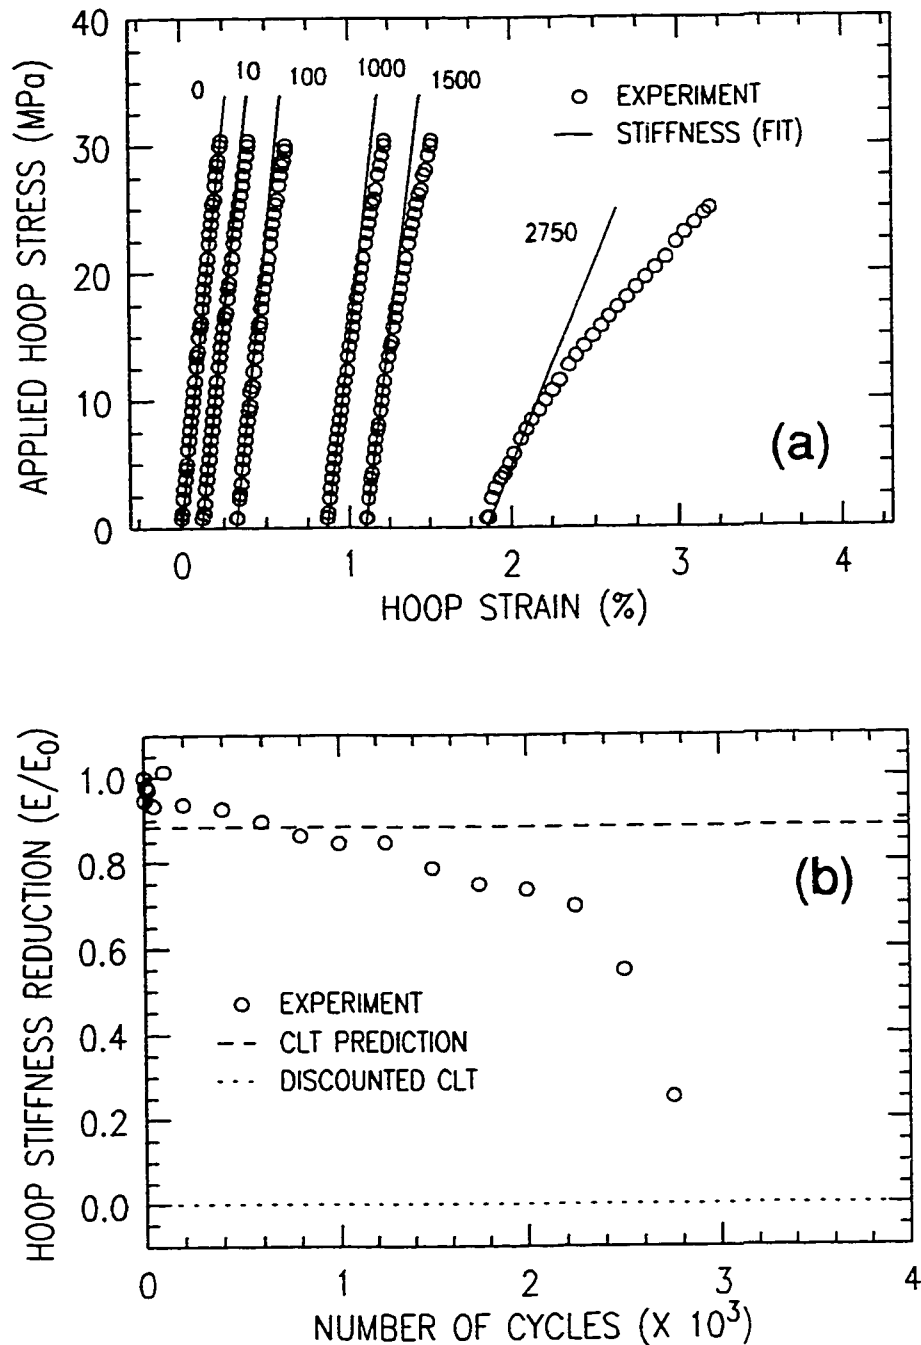 40
30
20
10
0
APPLIED HOOP STRESS (MPa)
0
10
100
1000
1500
2750
EXPERIMENT
STIFFNESS (FIT)
(a)
0
1
2
3
4
HOOP STRAIN (%)
1.0
0.8
0.6
0.4
0.2
0.0
HOOP STIFFNESS REDUCTION (E/E0)
(b)
EXPERIMENT
CLT PREDICTION
DISCOUNTED CLT
0
1
2
3
4
NUMBER OF CYCLES (X 10³)